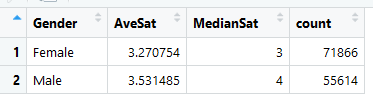 Gender AveSat MedianSat count
1 Female 3.270754 3 71866
2 Male 3.531485 4 55614